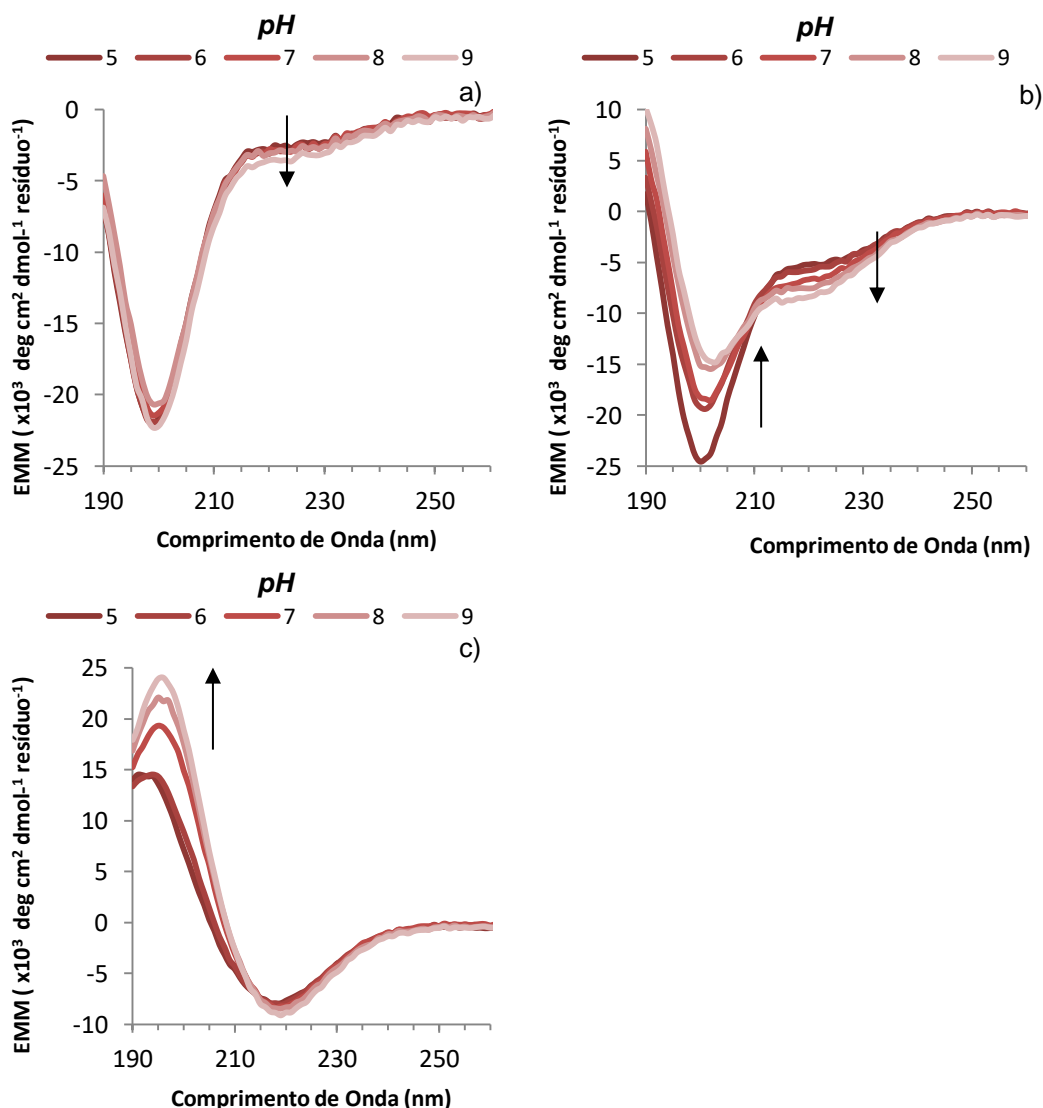 pH
5 6 7 8 9
a)
0
-5
-10
-15
-20
-25
190 210 230 250
EMM ( x10³ deg cm² dmol-¹ resíduo⁻¹)
Comprimento de Onda (nm)
pH
5 6 7 8 9
b)
10
5
0
-5
-10
-15
-20
-25
190 210 230 250
EMM ( x10³ deg cm² dmol-¹ resíduo⁻¹)
Comprimento de Onda (nm)
pH
5 6 7 8 9
c)
25
20
15
10
5
0
-5
-10
190 210 230 250
EMM ( x10³ deg cm² dmol-¹ resíduo⁻¹)
Comprimento de Onda (nm)